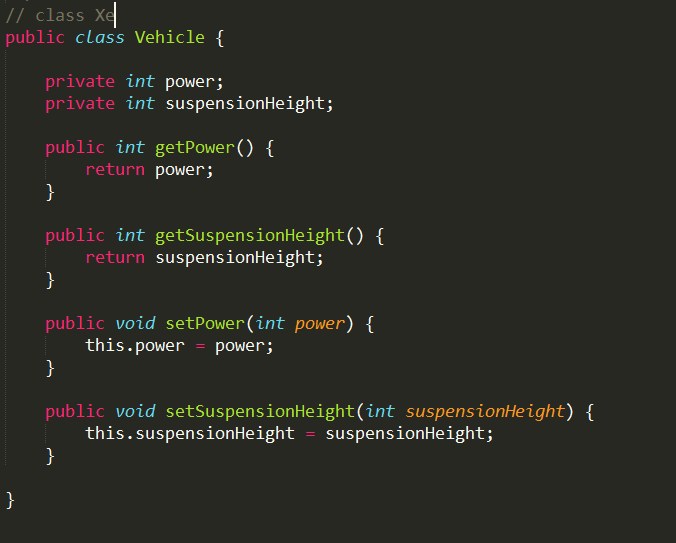 // class Xe
public class Vehicle {
private int power;
private int suspensionHeight;
public int getPower() {
return power;
}
public int getSuspensionHeight() {
return suspensionHeight;
}
public void setPower(int power) {
this.power = power;
}
public void setSuspensionHeight(int suspensionHeight) {
this.suspensionHeight = suspensionHeight;
}
}